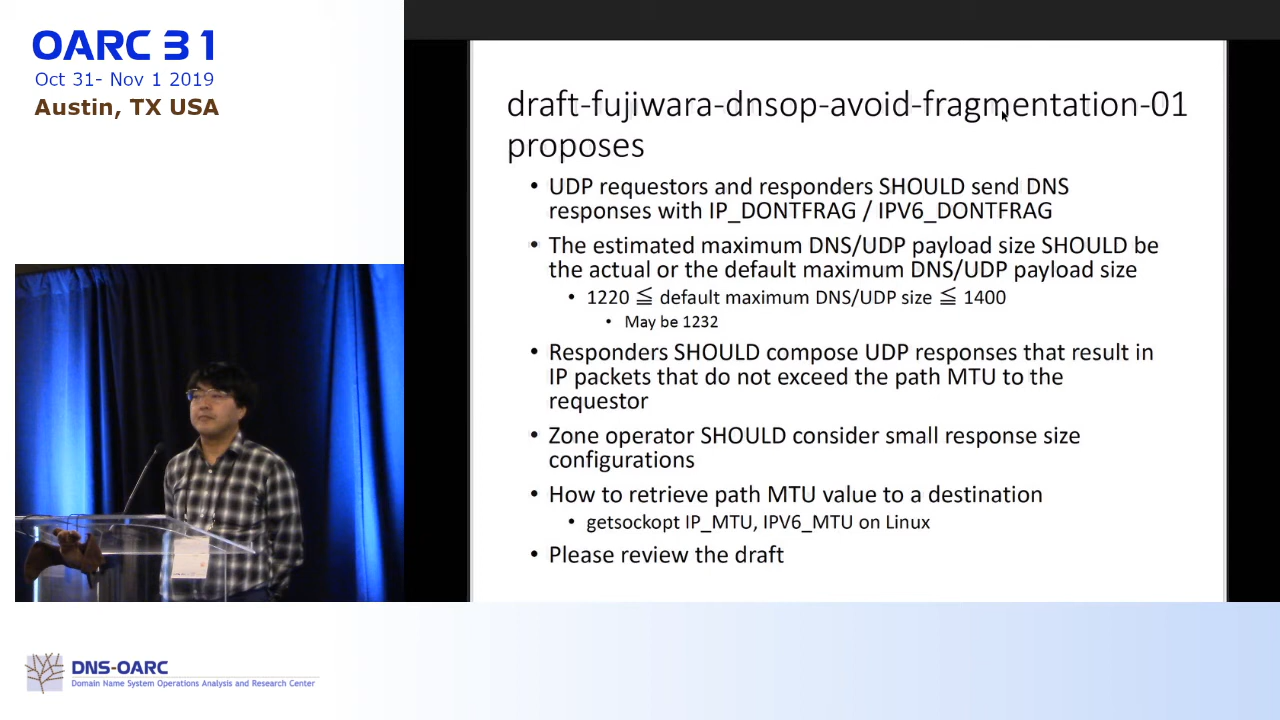 OARC 31
Oct 31- Nov 1 2019
Austin, TX USA
draft-fujiwara-dnsop-avoid-fragmentation-01
proposes
• UDP requestors and responders SHOULD send DNS
responses with IP_DONTFRAG / IPV6_DONTFRAG
• The estimated maximum DNS/UDP payload size SHOULD be
the actual or the default maximum DNS/UDP payload size
• 1220 ≦ default maximum DNS/UDP size ≦ 1400
• May be 1232
• Responders SHOULD compose UDP responses that result in
IP packets that do not exceed the path MTU to the
requestor
• Zone operator SHOULD consider small response size
configurations
• How to retrieve path MTU value to a destination
• getsockopt IP_MTU, IPV6_MTU on Linux
• Please review the draft
DNS-OARC
Domain Name System Operations Analysis and Research Center